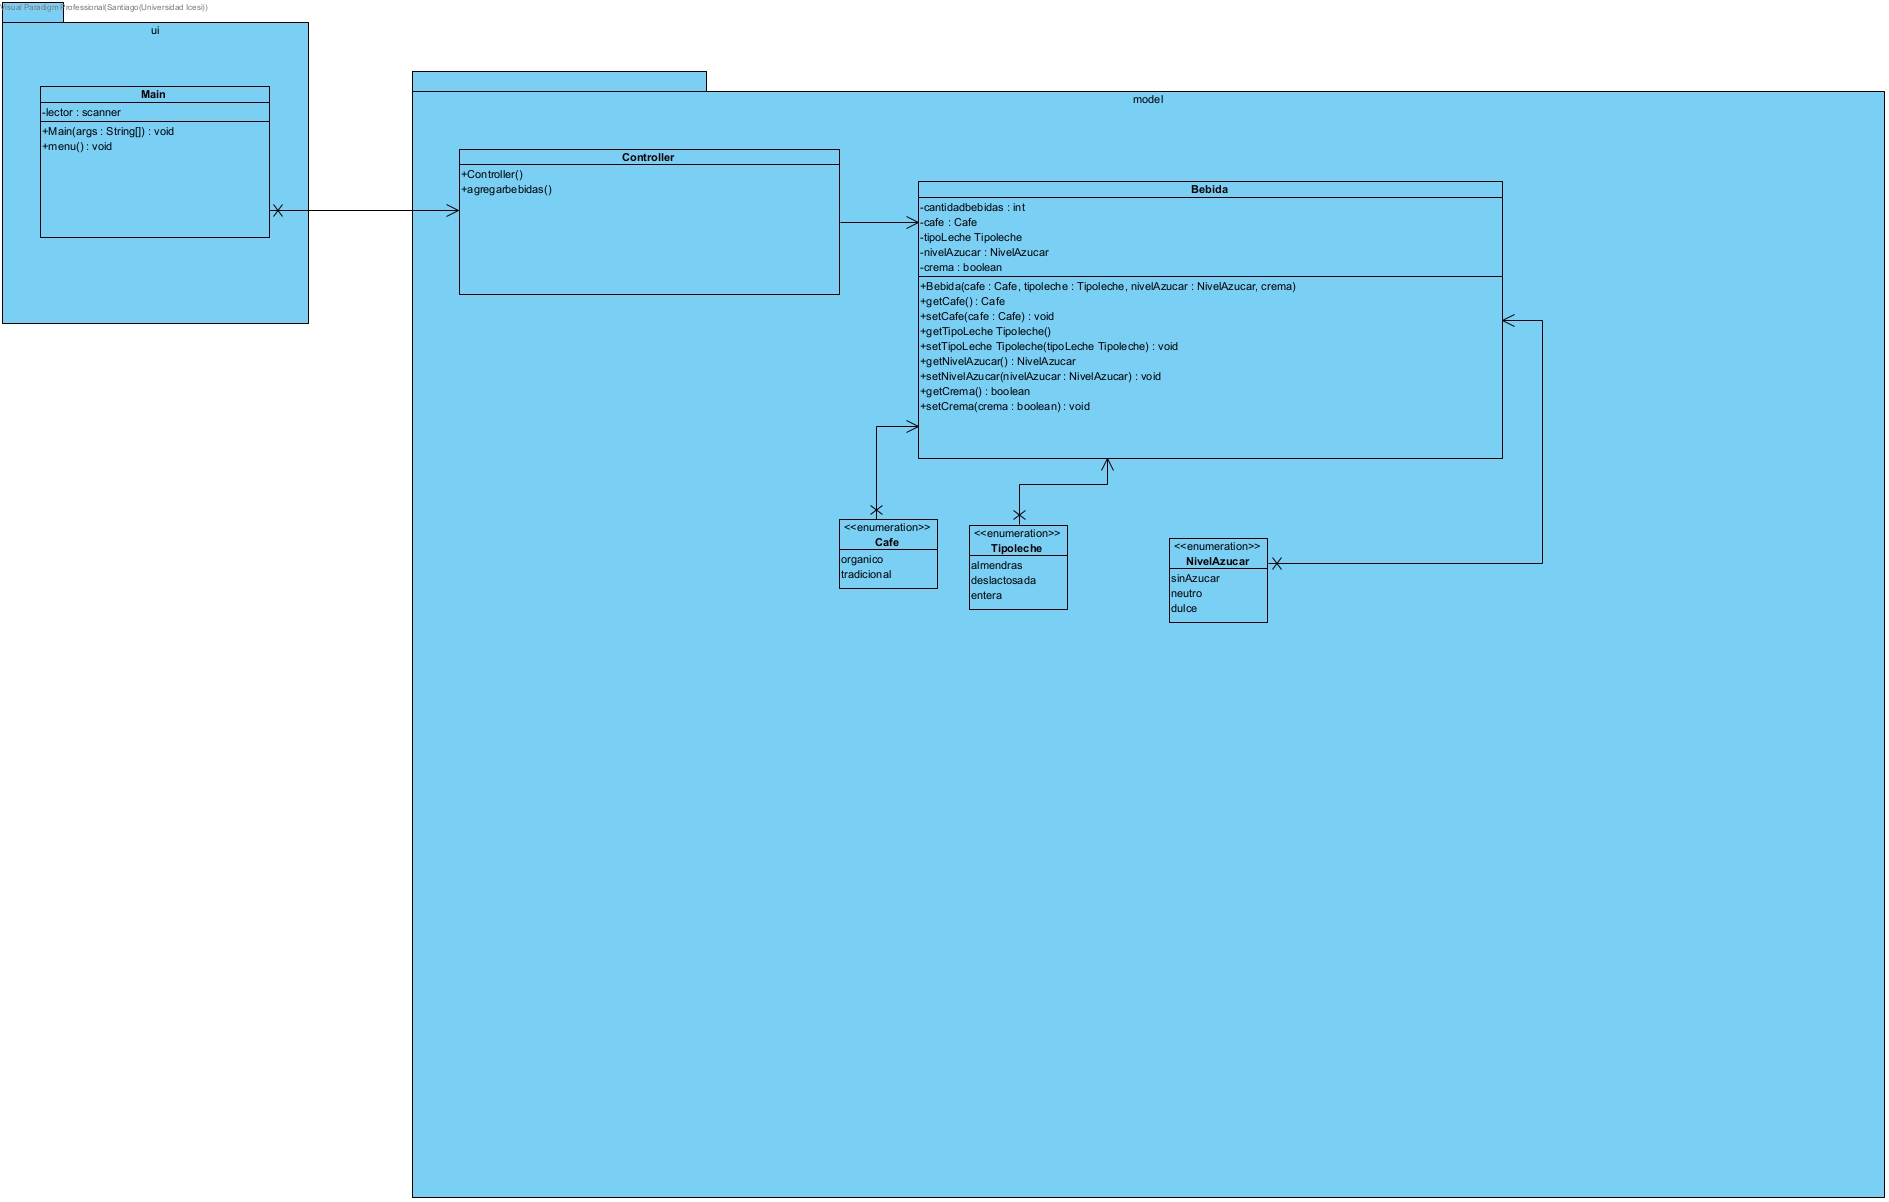 Visual Paradigm Professional(Santiago(Universidad Icesi))
ui
Main
-lector : scanner
+Main(args : String[]) : void
+menu() : void
model
Controller
+Controller()
+agregarbebidas()
Bebida
-cantidadbebidas : int
-cafe : Cafe
-tipoLeche Tipoleche
-nivelAzucar : NivelAzucar
-crema : boolean
+Bebida(cafe : Cafe, tipoleche : Tipoleche, nivelAzucar : NivelAzucar, crema)
+getCafe() : Cafe
+setCafe(cafe : Cafe) : void
+getTipoLeche Tipoleche()
+setTipoLeche Tipoleche(tipoLeche Tipoleche) : void
+getNivelAzucar() : NivelAzucar
+setNivelAzucar(nivelAzucar : NivelAzucar) : void
+getCrema() : boolean
+setCrema(crema : boolean) : void
<<enumeration>>
Cafe
organico
tradicional
<<enumeration>>
Tipoleche
almendras
deslactosada
entera
<<enumeration>>
NivelAzucar
sinAzucar
neutro
dulce